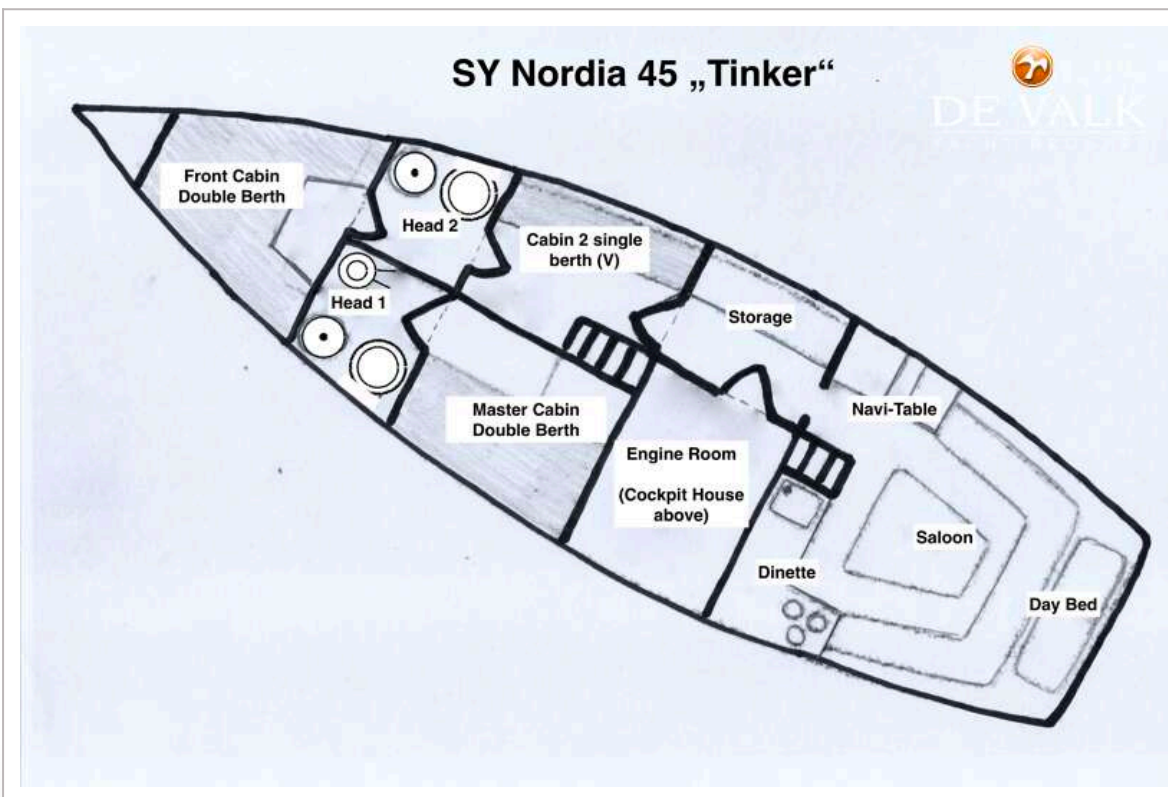 SY Nordia 45 „Tinker“
DE VALK
Front Cabin
Double Berth
Head 2
Cabin 2 single
berth (V)
Head 1
Storage
Navi-Table
Master Cabin
Double Berth
Engine Room
(Cockpit House
above)
Saloon
Dinette
Day Bed